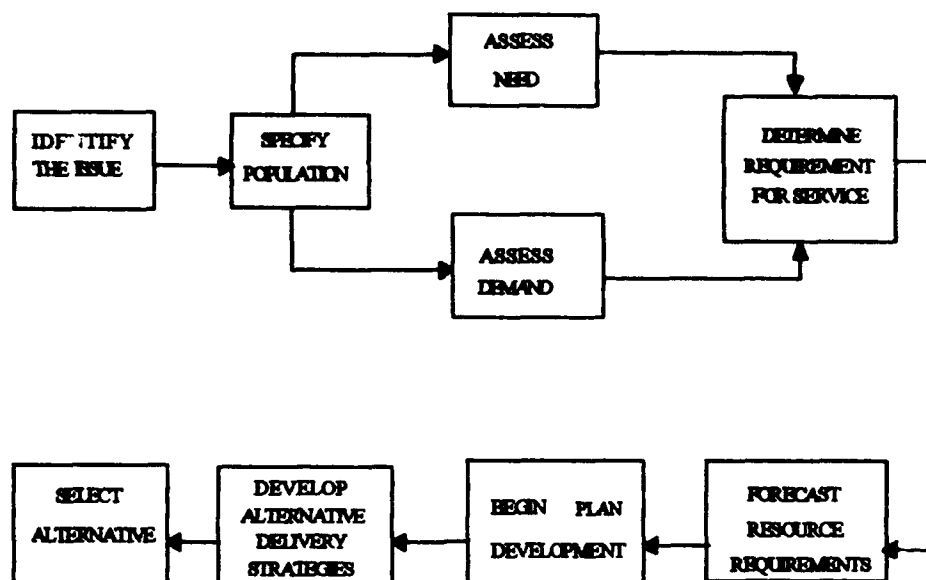 IDENTIFY
THE ISSUE
SPECIFY
POPULATION
ASSESS
NEED
ASSESS
DEMAND
DETERMINE
REQUIREMENT
FOR SERVICE
FORECAST
RESOURCE
REQUIREMENTS
BEGIN PLAN
DEVELOPMENT
DEVELOP
ALTERNATIVE
DELIVERY
STRATEGIES
SELECT
ALTERNATIVE